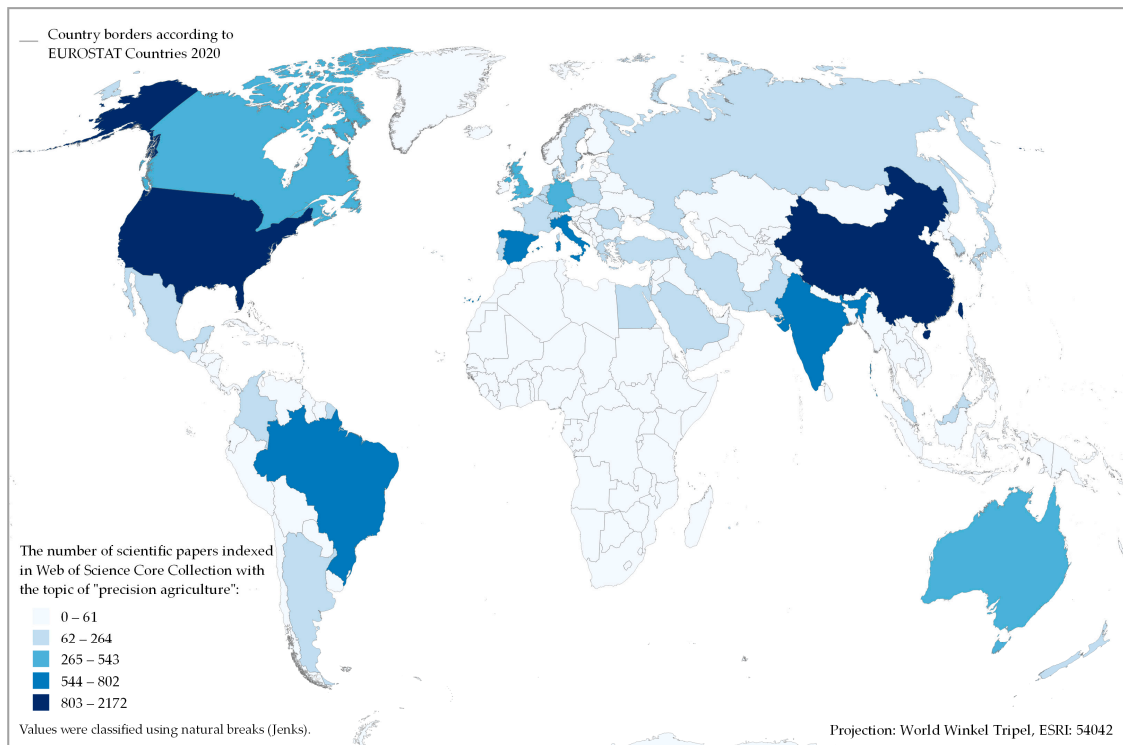 Country borders according to
EUROSTAT Countries 2020
The number of scientific papers indexed
in Web of Science Core Collection with
the topic of "precision agriculture":
0 – 61
62 – 264
265 – 543
544 – 802
803 – 2172
Values were classified using natural breaks (Jenks).
Projection: World Winkel Tripel, ESRI: 54042